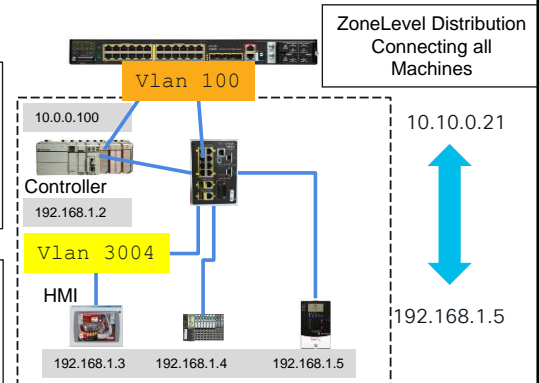 ZoneLevel Distribution
Connecting all
Machines
Vlan 100
10.0.0.100
10.10.0.21
Controller
192.168.1.2
Vlan 3004
HMI
192.168.1.5
192.168.1.3
192.168.1.4
192.168.1.5